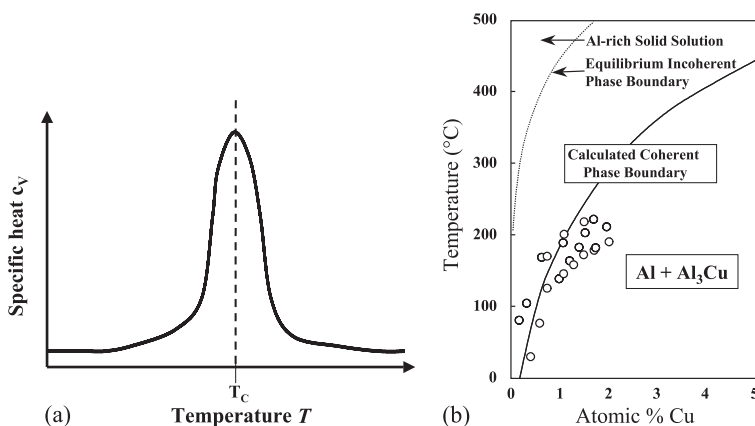 Specific heat c_V
T_C
Temperature T
(a)
500
400
300
200
100
0
Temperature (°C)
Al-rich Solid Solution
Equilibrium Incoherent
Phase Boundary
Calculated Coherent
Phase Boundary
Al + Al₃Cu
0 1 2 3 4 5
Atomic % Cu
(b)